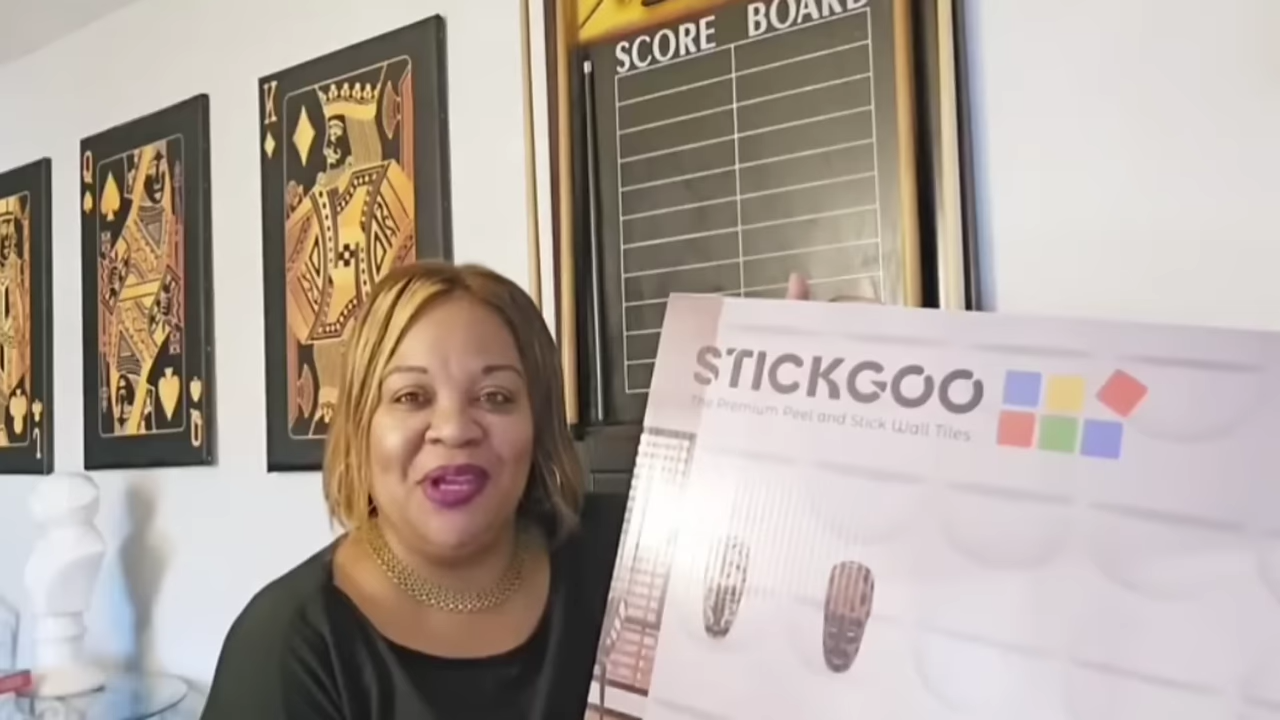 SCORE BOARD
K
Q
Q
STICKGOO
The Premium Peel and Stick Wall Tiles